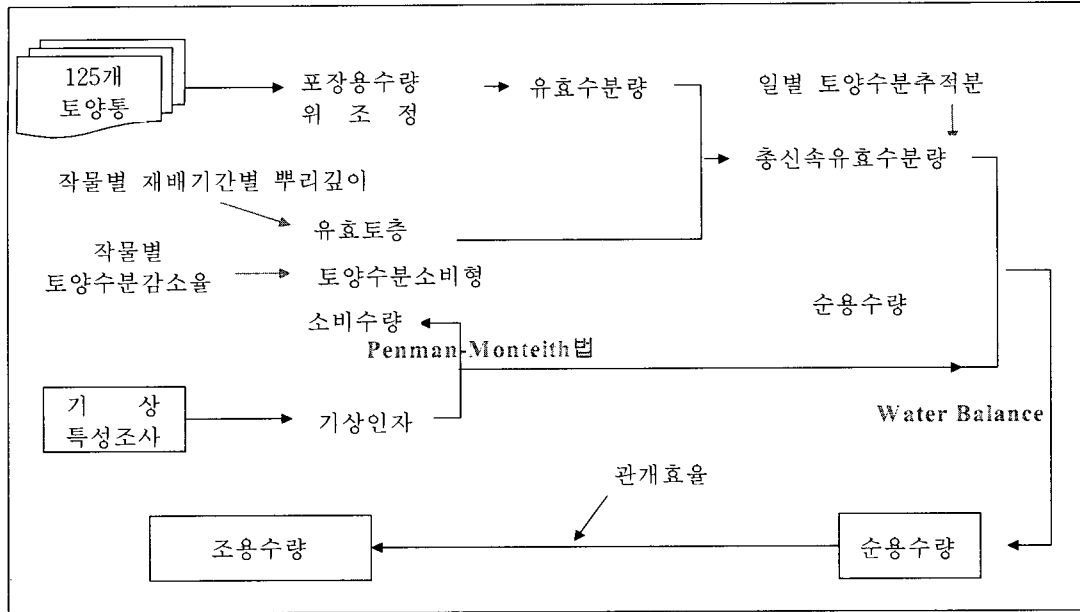 125개
토양통
포장용수량
위 조 점
유효수분량
일별 토양수분추적분
총신속유효수분량
작물별 재배기간별 뿌리깊이
유효토층
작물별
토양수분감소율
토양수분소비형
소비수량
순용수량
Penman-Monteith법
기 상
특성조사
기상인자
Water Balance
관개효율
조용수량
순용수량